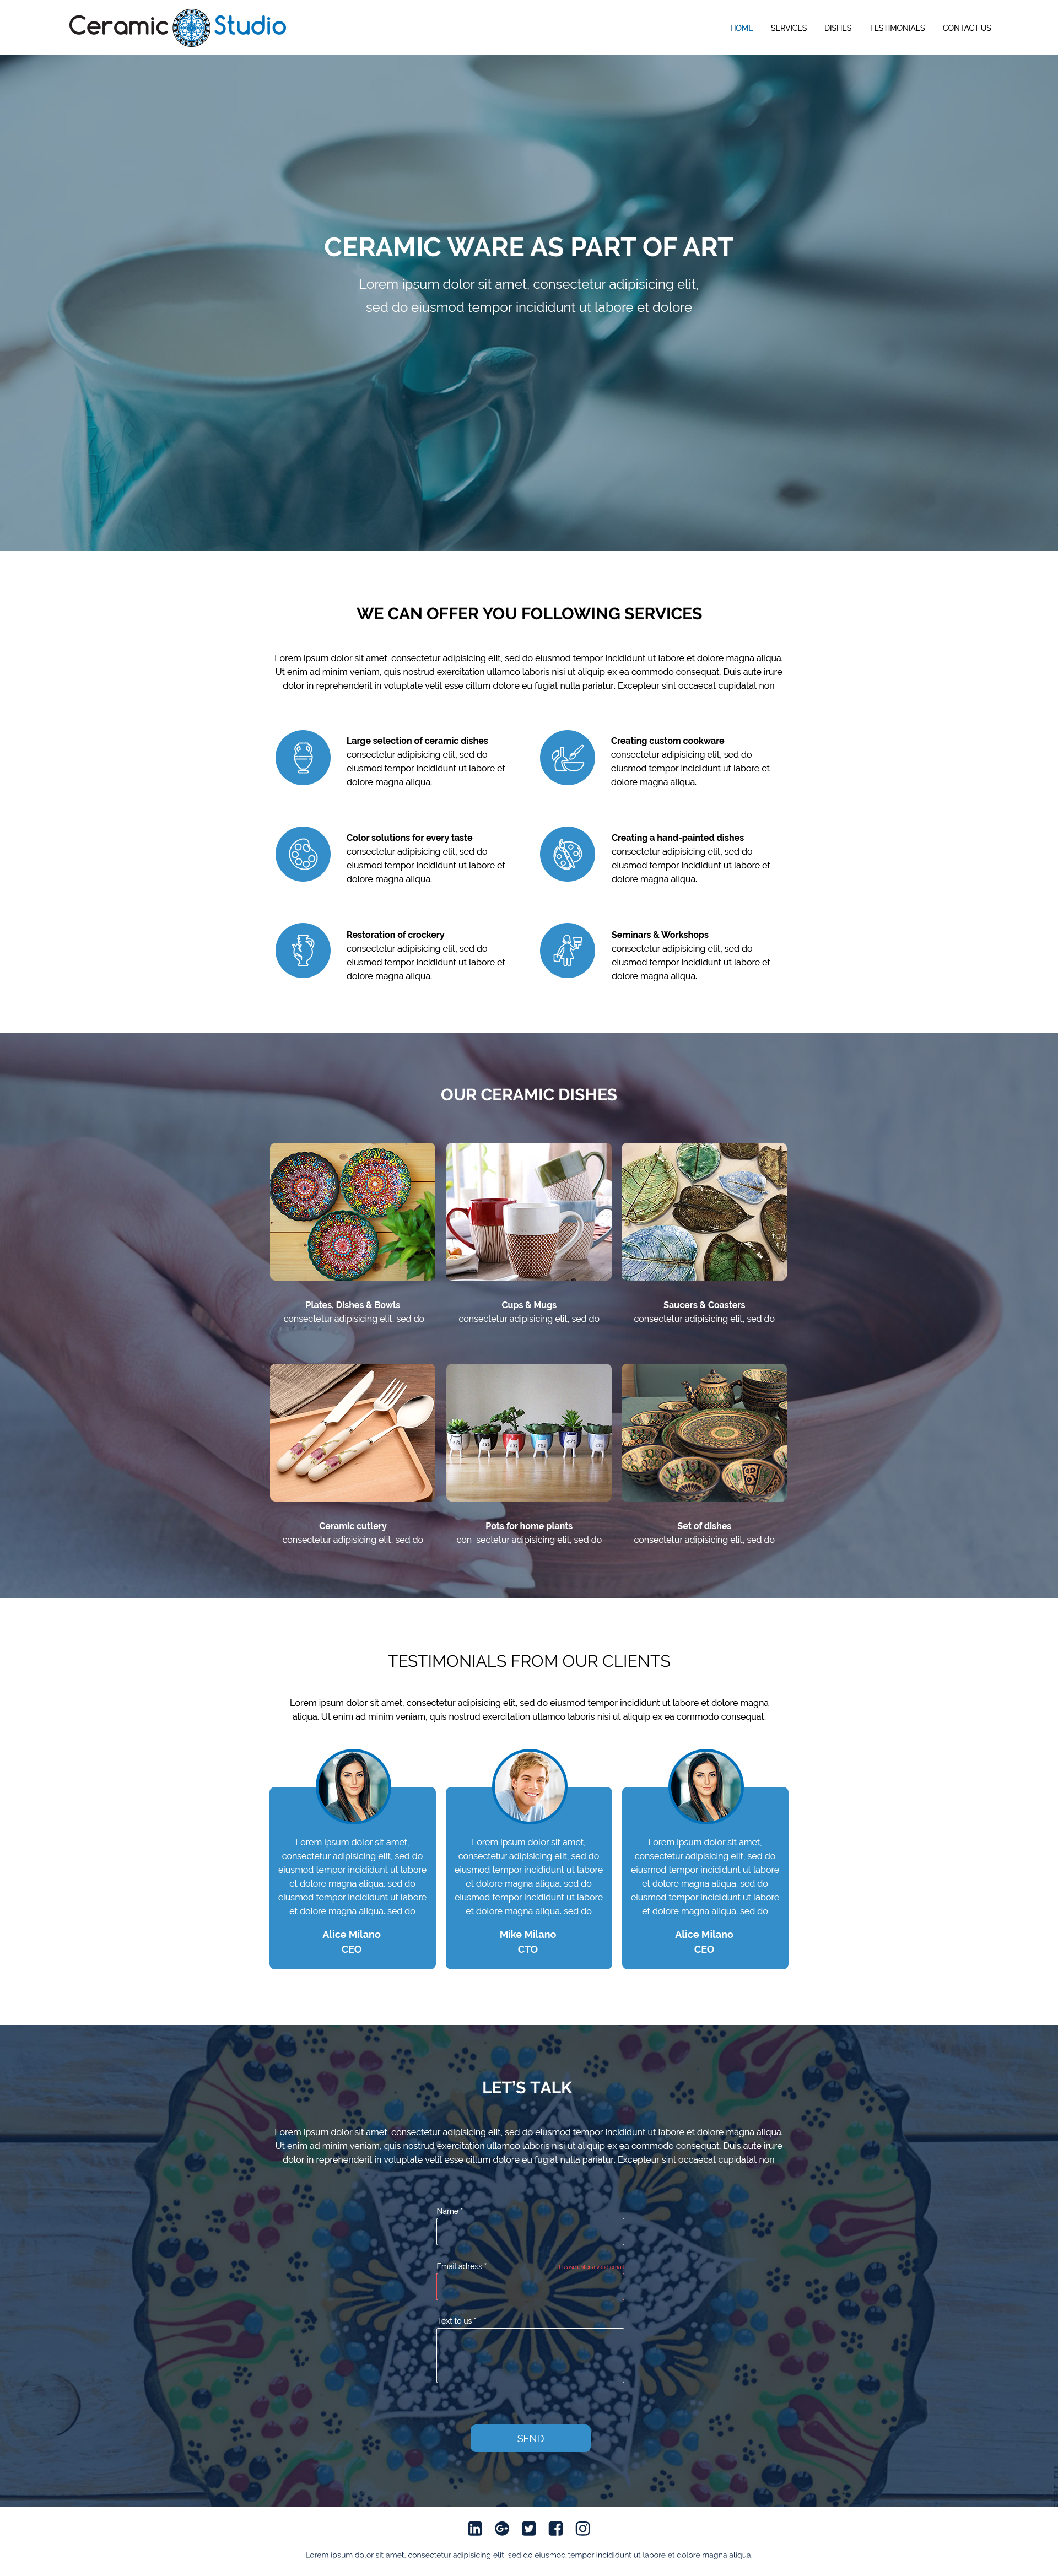 Ceramic Studio
HOME SERVICES DISHES TESTIMONIALS CONTACT US
CERAMIC WARE AS PART OF ART
Lorem ipsum dolor sit amet, consectetur adipisicing elit,
sed do eiusmod tempor incididunt ut labore et dolore
WE CAN OFFER YOU FOLLOWING SERVICES
Lorem ipsum dolor sit amet, consectetur adipisicing elit, sed do eiusmod tempor incididunt ut labore et dolore magna aliqua.
Ut enim ad minim veniam, quis nostrud exercitation ullamco laboris nisi ut aliquip ex ea commodo consequat. Duis aute irure
dolor in reprehenderit in voluptate velit esse cillum dolore eu fugiat nulla pariatur. Excepteur sint occaecat cupidatat non
Large selection of ceramic dishes
consectetur adipisicing elit, sed do
eiusmod tempor incididunt ut labore et
dolore magna aliqua.
Creating custom cookware
consectetur adipisicing elit, sed do
eiusmod tempor incididunt ut labore et
dolore magna aliqua.
Color solutions for every taste
consectetur adipisicing elit, sed do
eiusmod tempor incididunt ut labore et
dolore magna aliqua.
Creating a hand-painted dishes
consectetur adipisicing elit, sed do
eiusmod tempor incididunt ut labore et
dolore magna aliqua.
Restoration of crockery
consectetur adipisicing elit, sed do
eiusmod tempor incididunt ut labore et
dolore magna aliqua.
Seminars & Workshops
consectetur adipisicing elit, sed do
eiusmod tempor incididunt ut labore et
dolore magna aliqua.
OUR CERAMIC DISHES
Plates, Dishes & Bowls
consectetur adipisicing elit, sed do
Cups & Mugs
consectetur adipisicing elit, sed do
Saucers & Coasters
consectetur adipisicing elit, sed do
Ceramic cutlery
consectetur adipisicing elit, sed do
Pots for home plants
con sectetur adipisicing elit, sed do
Set of dishes
consectetur adipisicing elit, sed do
TESTIMONIALS FROM OUR CLIENTS
Lorem ipsum dolor sit amet, consectetur adipisicing elit, sed do eiusmod tempor incididunt ut labore et dolore magna
aliqua. Ut enim ad minim veniam, quis nostrud exercitation ullamco laboris nisi ut aliquip ex ea commodo consequat.
Lorem ipsum dolor sit amet,
consectetur adipisicing elit, sed do
eiusmod tempor incididunt ut labore
et dolore magna aliqua. sed do
eiusmod tempor incididunt ut labore
et dolore magna aliqua. sed do
Alice Milano
CEO
Lorem ipsum dolor sit amet,
consectetur adipisicing elit, sed do
eiusmod tempor incididunt ut labore
et dolore magna aliqua. sed do
eiusmod tempor incididunt ut labore
et dolore magna aliqua. sed do
Mike Milano
CTO
Lorem ipsum dolor sit amet,
consectetur adipisicing elit, sed do
eiusmod tempor incididunt ut labore
et dolore magna aliqua. sed do
eiusmod tempor incididunt ut labore
et dolore magna aliqua. sed do
Alice Milano
CEO
LET'S TALK
Lorem ipsum dolor sit amet, consectetur adipisicing elit, sed do eiusmod tempor incididunt ut labore et dolore magna aliqua.
Ut enim ad minim veniam, quis nostrud exercitation ullamco laboris nisi ut aliquip ex ea commodo consequat. Duis aute irure
dolor in reprehenderit in voluptate velit esse cillum dolore eu fugiat nulla pariatur. Excepteur sint occaecat cupidatat non
Name *
Email adress * Please enter a valid email
Text to us *
SEND
Lorem ipsum dolor sit amet, consectetur adipisicing elit, sed do eiusmod tempor incididunt ut labore et dolore magna aliqua.